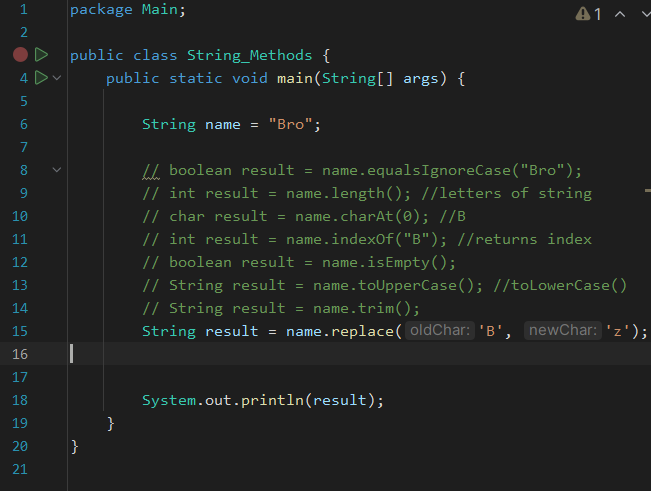 1 package Main;
⚠ 1
2
3 public class String_Methods {
4 public static void main(String[] args) {
5
6 String name = "Bro";
7
8 // boolean result = name.equalsIgnoreCase("Bro");
9 // int result = name.length(); //letters of string
10 // char result = name.charAt(0); //B
11 // int result = name.indexOf("B"); //returns index
12 // boolean result = name.isEmpty();
13 // String result = name.toUpperCase(); //toLowerCase()
14 // String result = name.trim();
15 String result = name.replace( oldChar: 'B', newChar: 'z');
16
17
18 System.out.println(result);
19 }
20 }
21